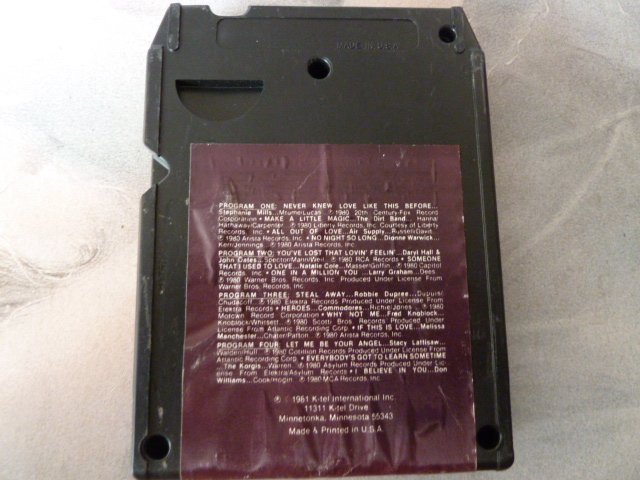 MADE IN U.S.A.
PROGRAM ONE: NEVER KNEW LOVE LIKE THIS BEFORE...
Stephanie Mills...Mtume/Lucas. ℗ 1980 20th Century-Fox Record
Corporation • MAKE A LITTLE MAGIC...The Dirt Band... Hanna/
Hathaway/Carpenter. ℗ 1980 Liberty Records, Inc. Courtesy of Liberty
Records, Inc. • ALL OUT OF LOVE...Air Supply...Russell/Davis.
℗ 1980 Arista Records, Inc. • NO NIGHT SO LONG...Dionne Warwick...
Kerr/Jennings. ℗ 1980 Arista Records, Inc.
PROGRAM TWO: YOU'VE LOST THAT LOVIN' FEELIN'...Daryl Hall &
John Oates...Spector/Mann/Weil. ℗ 1980 RCA Records • SOMEONE
THAT I USED TO LOVE...Natalie Cole...Masser/Goffin. ℗ 1980 Capitol
Records, Inc. • ONE IN A MILLION YOU ...Larry Graham...Dees.
℗ 1980 Warner Bros. Records Inc. Produced Under License From
Warner Bros. Records, Inc.
PROGRAM THREE: STEAL AWAY...Robbie Dupree...Dupuis/
Chudacoff. ℗ 1980 Elektra Records Produced Under License From
Elektra Records • HEROES...Commodores...Richie/Jones. ℗ 1980
Motown Record Corporation • WHY NOT ME...Fred Knoblock...
Knoblock/Whitsett. ℗ 1980 Scotti Bros. Records Produced Under
License From Atlantic Recording Corp. • IF THIS IS LOVE...Melissa
Manchester...Chater/Patton. ℗ 1980 Arista Records, Inc.
PROGRAM FOUR: LET ME BE YOUR ANGEL...Stacy Lattisaw...
Walden/Hull. ℗ 1980 Cotillion Records Produced Under License From
Atlantic Recording Corp. • EVERYBODY'S GOT TO LEARN SOMETIME
...The Korgis...Warren. ℗ 1980 Asylum Records Produced Under Lic-
ense From Elektra/Asylum Records • I BELIEVE IN YOU...Don
Williams...Cook/Hogin. ℗ 1980 MCA Records, Inc.
℗ 1981 K-tel International Inc.
11311 K-tel Drive
Minnetonka, Minnesota 55343
Made & Printed in U.S.A.